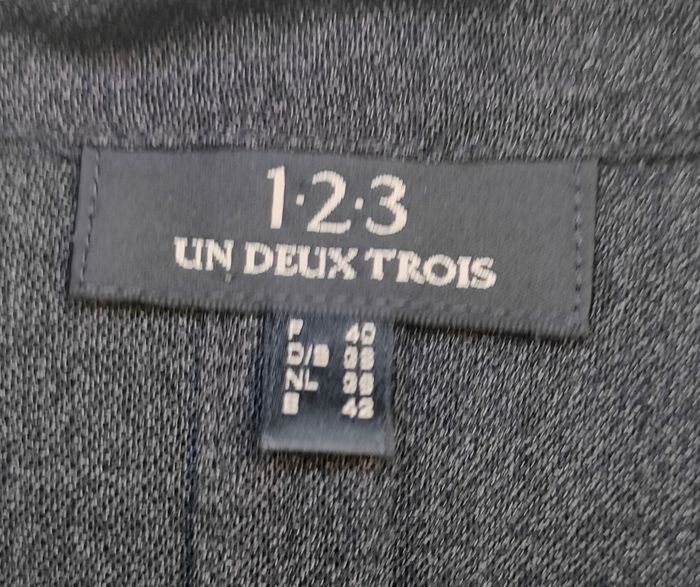 1·2·3
UN DEUX TROIS
F 40
D/B 38
NL 38
42